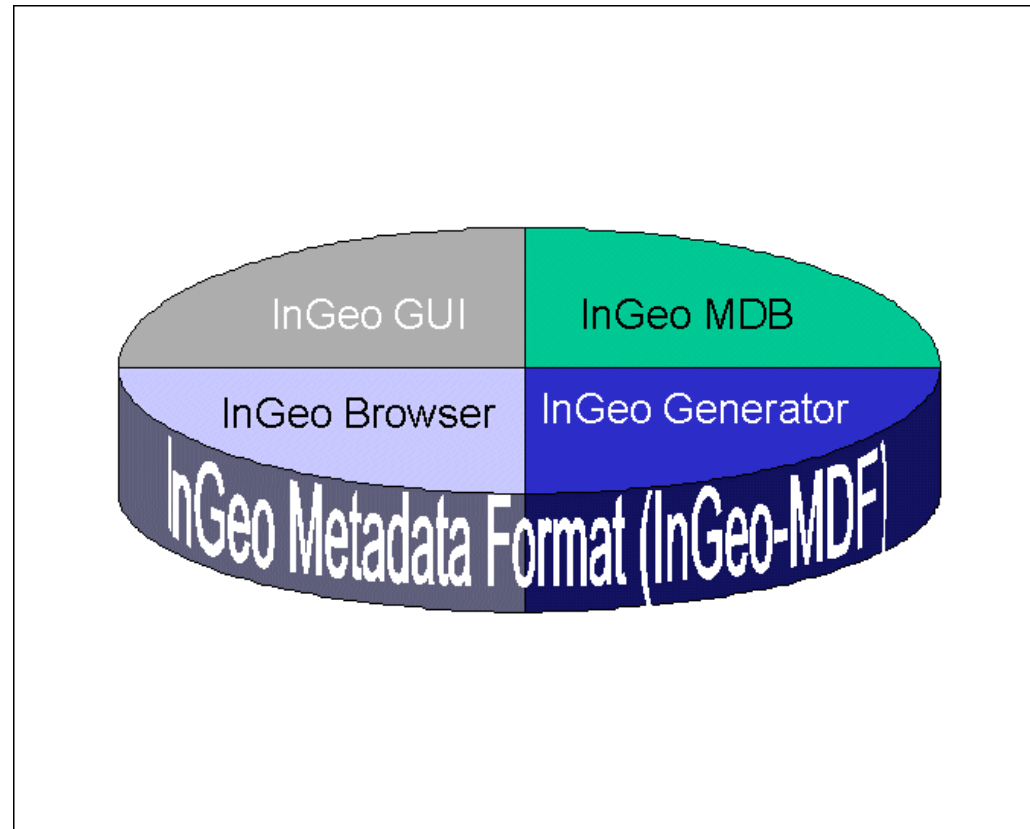 InGeo GUI
InGeo MDB
InGeo Browser
InGeo Generator
InGeo Metadata Format (InGeo-MDF)